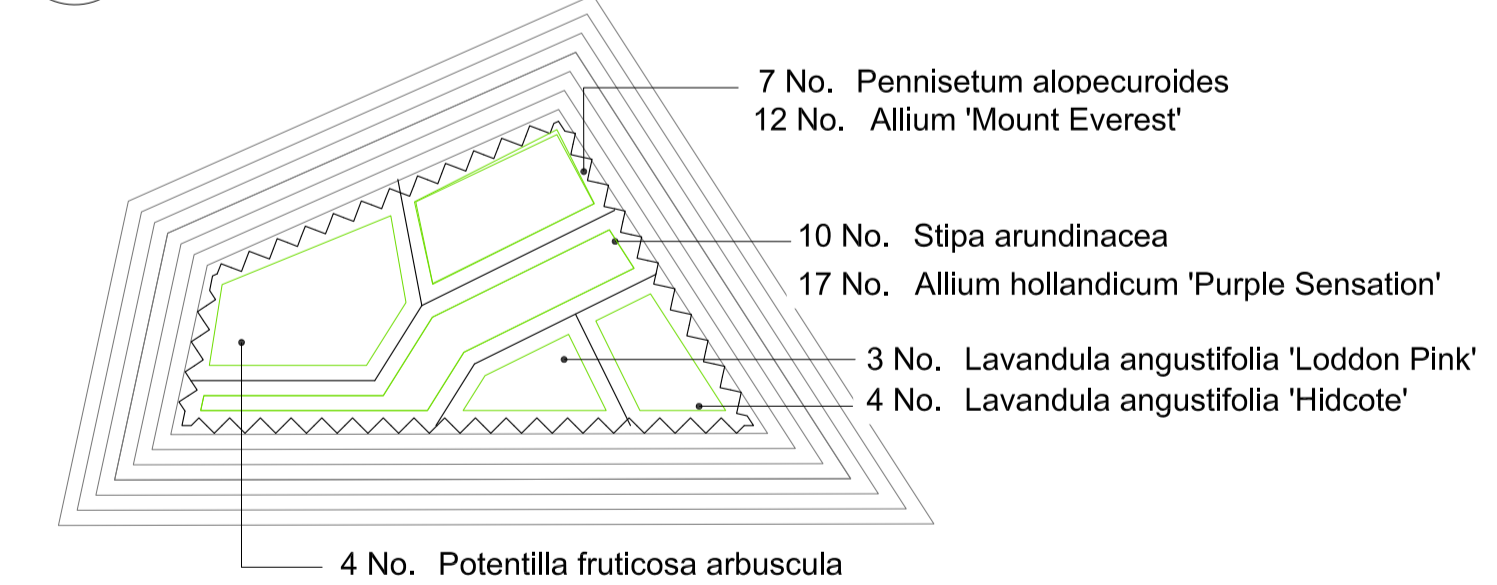 7 No. Pennisetum alopecuroides
12 No. Allium 'Mount Everest'
10 No. Stipa arundinacea
17 No. Allium hollandicum 'Purple Sensation'
3 No. Lavandula angustifolia 'Loddon Pink'
4 No. Lavandula angustifolia 'Hidcote'
4 No. Potentilla fruticosa arbuscula